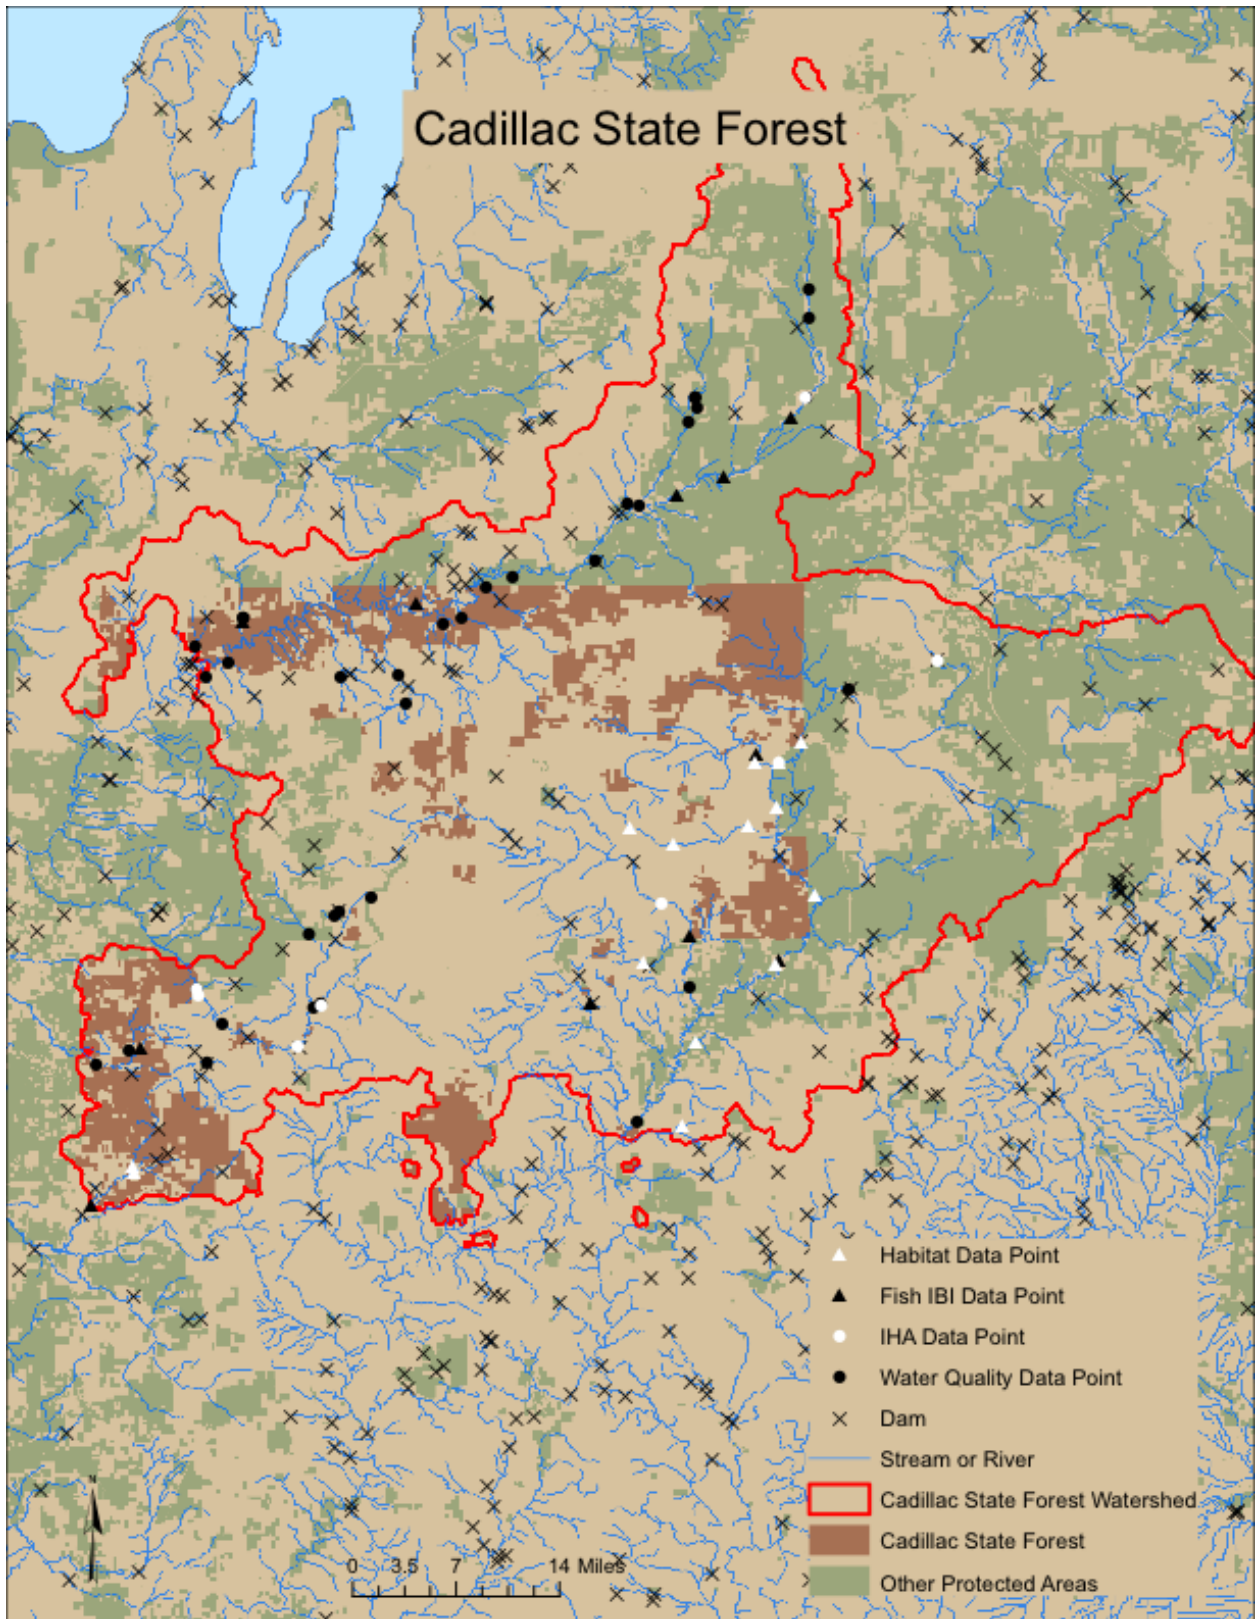 Cadillac State Forest
Habitat Data Point
Fish IBI Data Point
IHA Data Point
Water Quality Data Point
Dam
Stream or River
Cadillac State Forest Watershed
Cadillac State Forest
Other Protected Areas
N
0 3.5 7 14 Miles